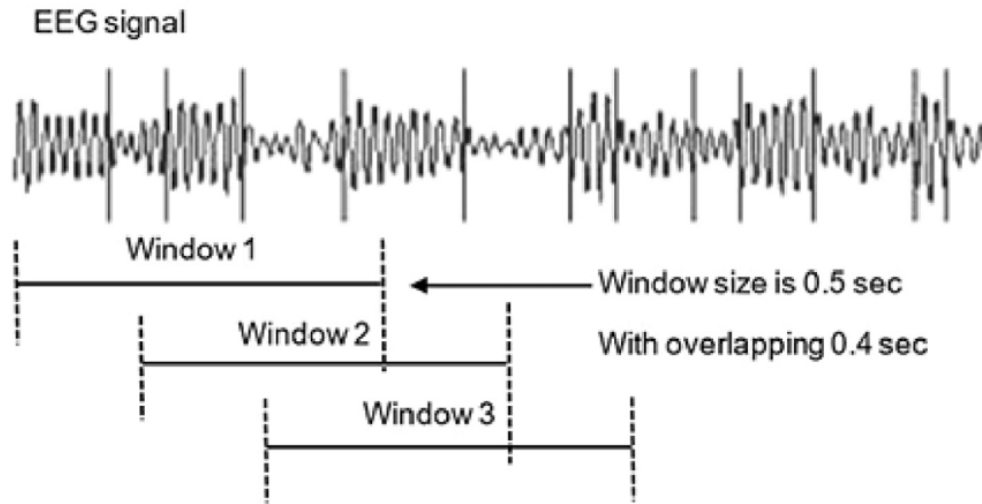 EEG signal
Window 1
Window size is 0.5 sec
Window 2
With overlapping 0.4 sec
Window 3